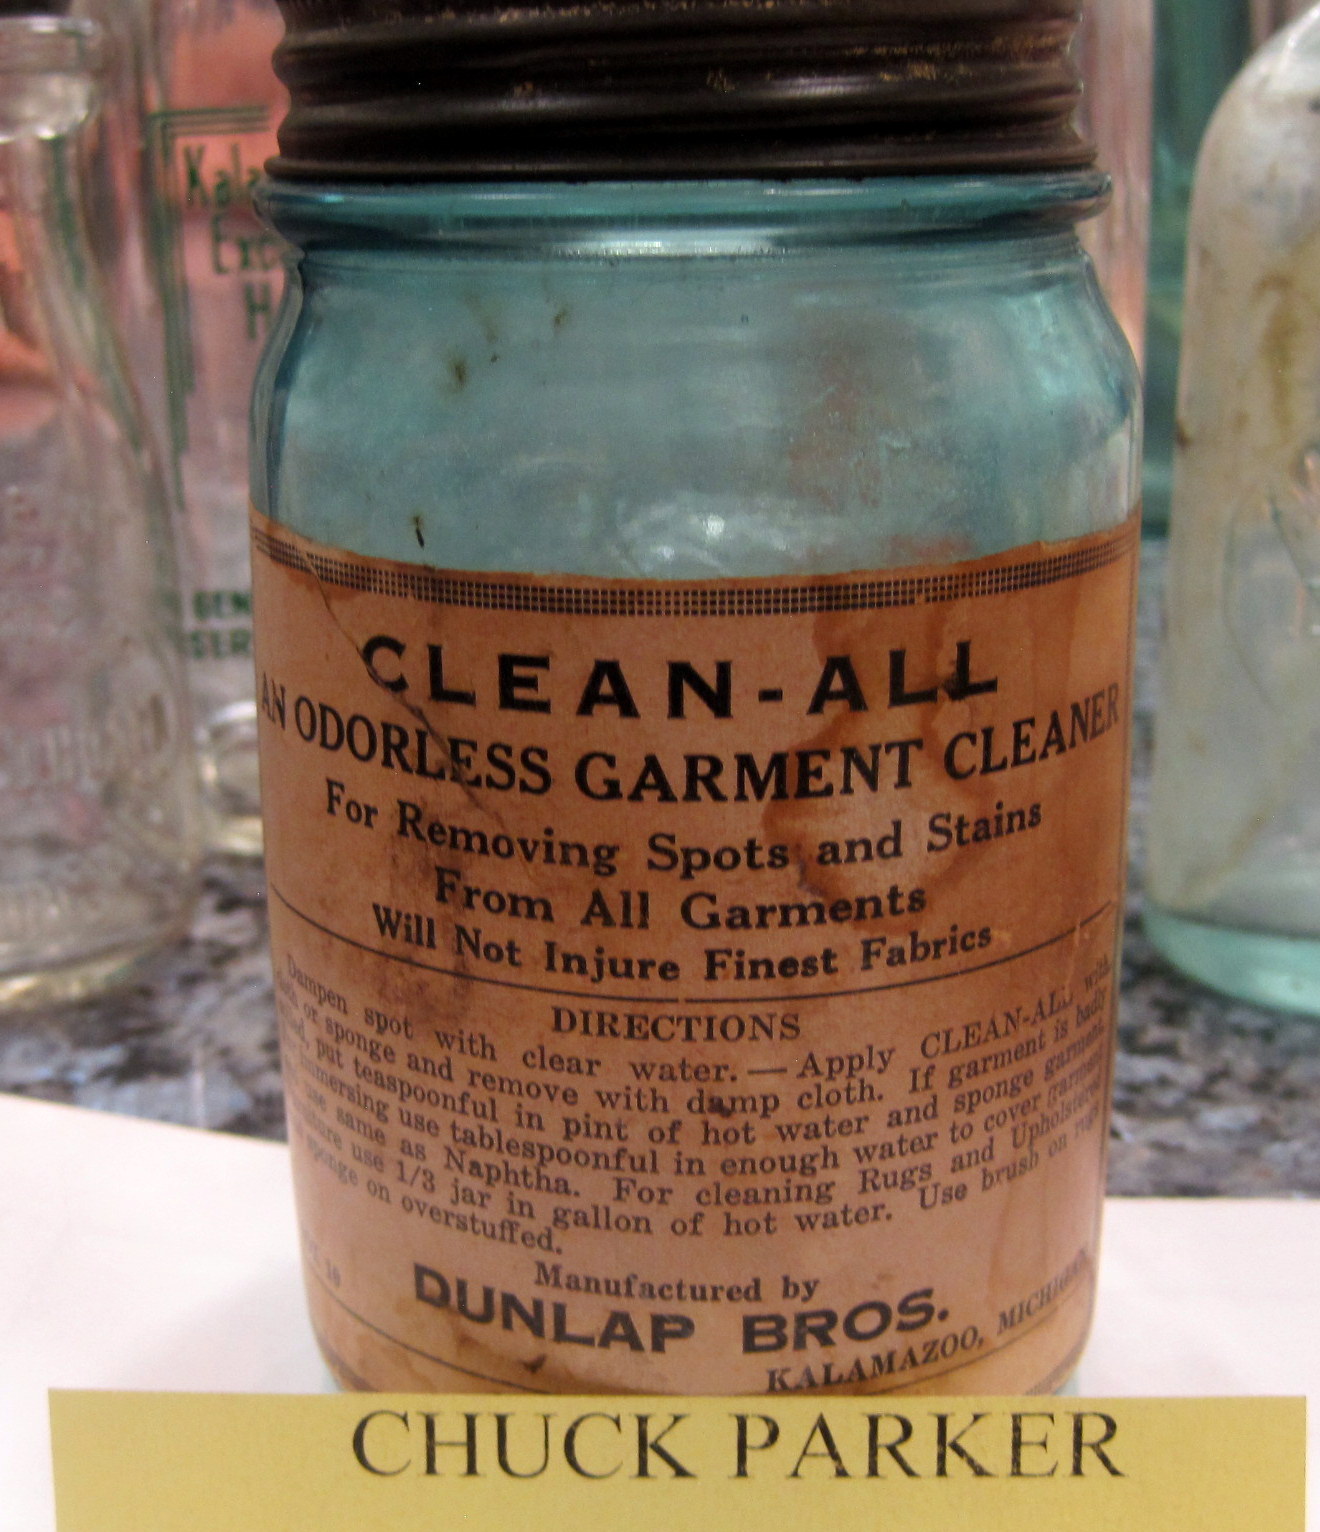 Kala
Exc
H
GEN
SER
CLEAN-ALL
AN ODORLESS GARMENT CLEANER
For Removing Spots and Stains
From All Garments
Will Not Injure Finest Fabrics
DIRECTIONS
Dampen spot with clear water. — Apply CLEAN-ALL with
or sponge and remove with damp cloth. If garment is badly
put teaspoonful in pint of hot water and sponge garment.
immersing use tablespoonful in enough water to cover garment
use same as Naphtha. For cleaning Rugs and Upholstered
use 1/3 jar in gallon of hot water. Use brush on rugs
sponge on overstuffed.
Manufactured by
DUNLAP BROS.
KALAMAZOO, MICHIGAN
CHUCK PARKER